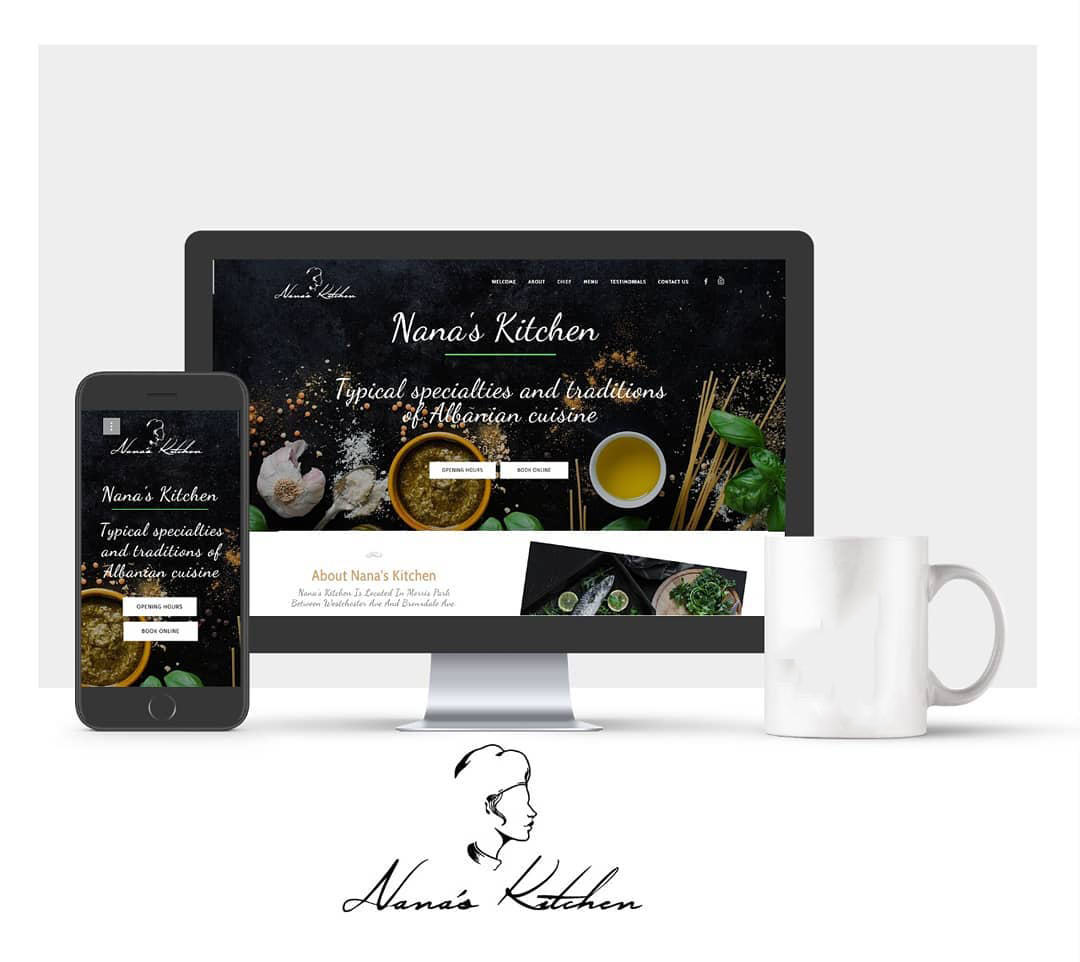 Nana's Kitchen
WELCOME ABOUT CHIEF MENU TESTIMONIALS CONTACT US
Nana's Kitchen
Typical specialties and traditions
of Albanian cuisine
OPENING HOURS BOOK ONLINE
About Nana's Kitchen
Nana's Kitchen Is Located In Morris Park
Between Westchester Ave And Brenrdale Ave
Nana's Kitchen
Nana's Kitchen
Typical specialties
and traditions of
Albanian cuisine
OPENING HOURS
BOOK ONLINE
Nana's Kitchen